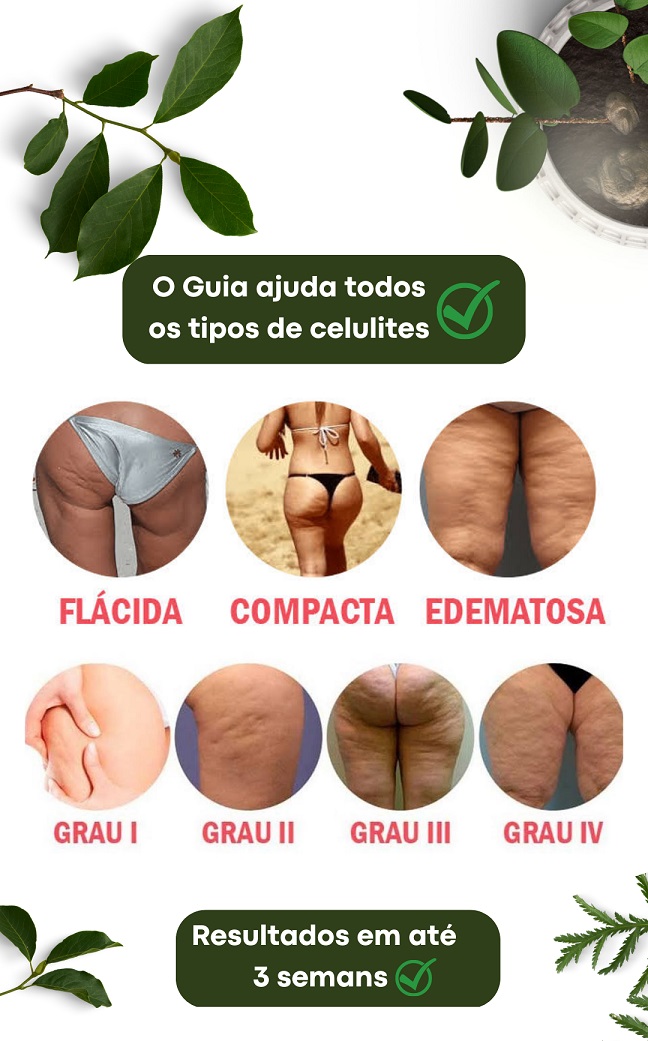 O Guia ajuda todos
os tipos de celulites
FLÁCIDA COMPACTA EDEMATOSA
GRAU I GRAU II GRAU III GRAU IV
Resultados em até
3 semans